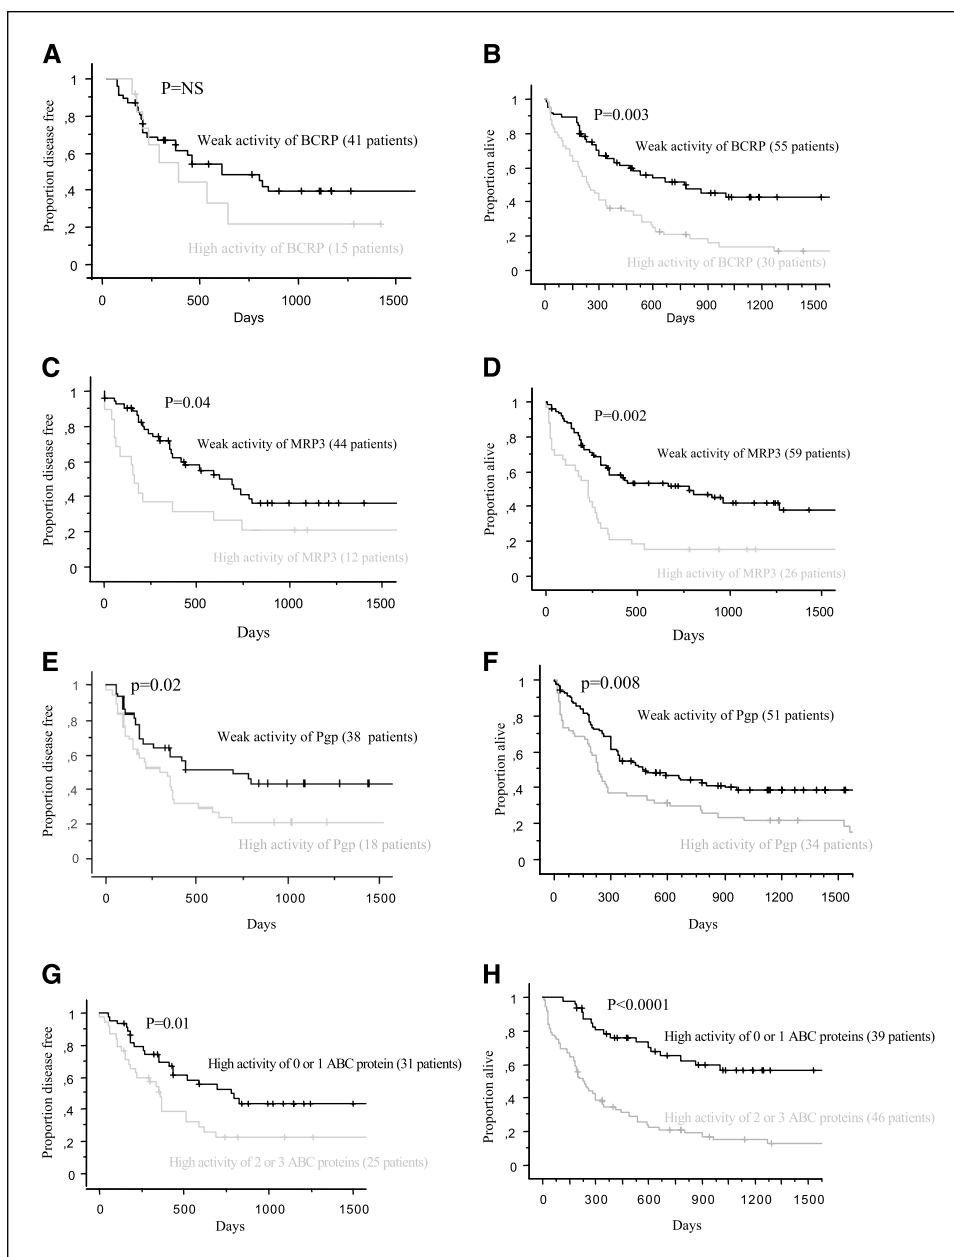 A
Proportion disease free
1
,8
,6
,4
,2
0
P=NS
Weak activity of BCRP (41 patients)
High activity of BCRP (15 patients)
0 500 1000 1500
Days
B
Proportion alive
1
,8
,6
,4
,2
0
P=0.003
Weak activity of BCRP (55 patients)
High activity of BCRP (30 patients)
0 300 600 900 1200 1500
Days
C
Proportion disease free
1
,8
,6
,4
,2
0
P=0.04
Weak activity of MRP3 (44 patients)
High activity of MRP3 (12 patients)
0 500 1000 1500
Days
D
Proportion alive
1
,8
,6
,4
,2
0
P=0.002
Weak activity of MRP3 (59 patients)
High activity of MRP3 (26 patients)
0 500 1000 1500
Days
E
Proportion disease free
1
,8
,6
,4
,2
0
p=0.02
Weak activity of Pgp (38 patients)
High activity of Pgp (18 patients)
0 500 1000 1500
Days
F
Proportion alive
1
,8
,6
,4
,2
0
p=0.008
Weak activity of Pgp (51 patients)
High activity of Pgp (34 patients)
0 300 600 900 1200 1500
Days
G
Proportion disease free
1
,8
,6
,4
,2
0
P=0.01
High activity of 0 or 1 ABC protein (31 patients)
High activity of 2 or 3 ABC proteins (25 patients)
0 500 1000 1500
Days
H
Proportion alive
1
,8
,6
,4
,2
0
P<0.0001
High activity of 0 or 1 ABC proteins (39 patients)
High activity of 2 or 3 ABC proteins (46 patients)
0 300 600 900 1200 1500
Days